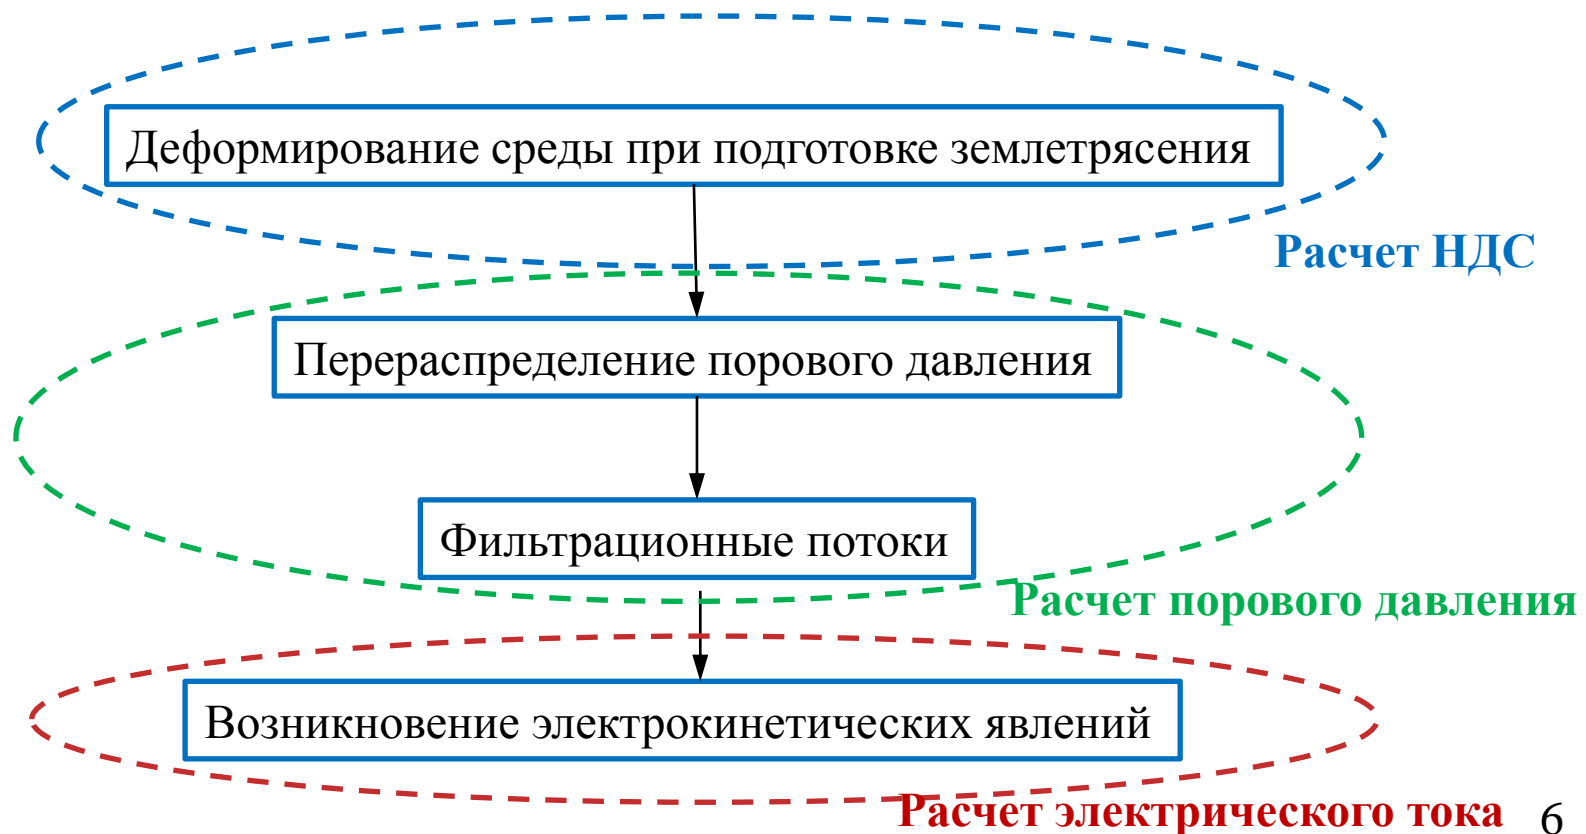 Деформирование среды при подготовке землетрясения
Расчет НДС
Перераспределение порового давления
Фильтрационные потоки
Расчет порового давления
Возникновение электрокинетических явлений
Расчет электрического тока
6